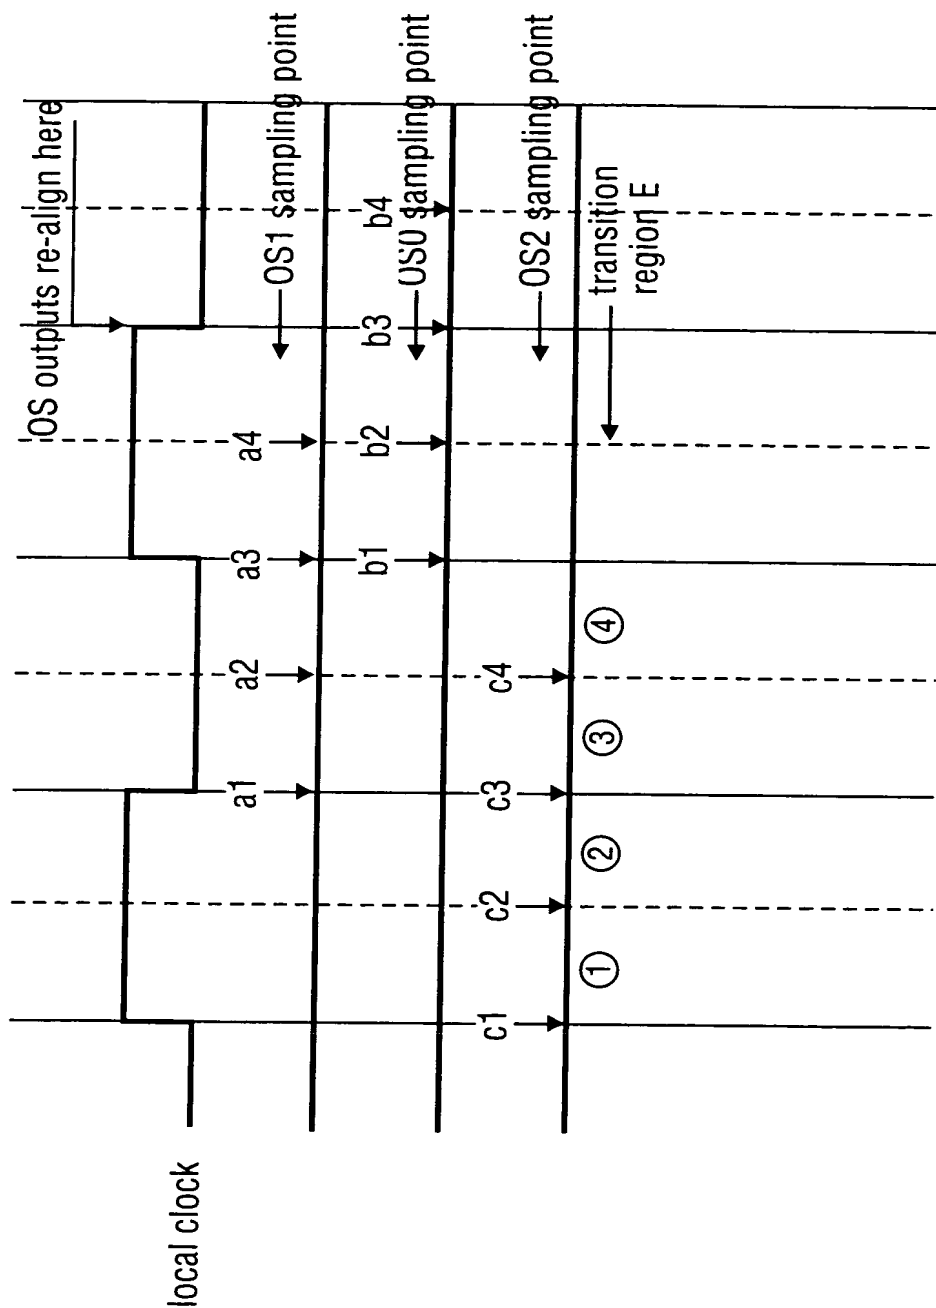 OS outputs re-align here
local clock
a1 a2 a3 a4
OS1 sampling point
b1 b2 b3 b4
OS0 sampling point
c1 c2 c3 c4
OS2 sampling point
① ② ③ ④
transition
region E